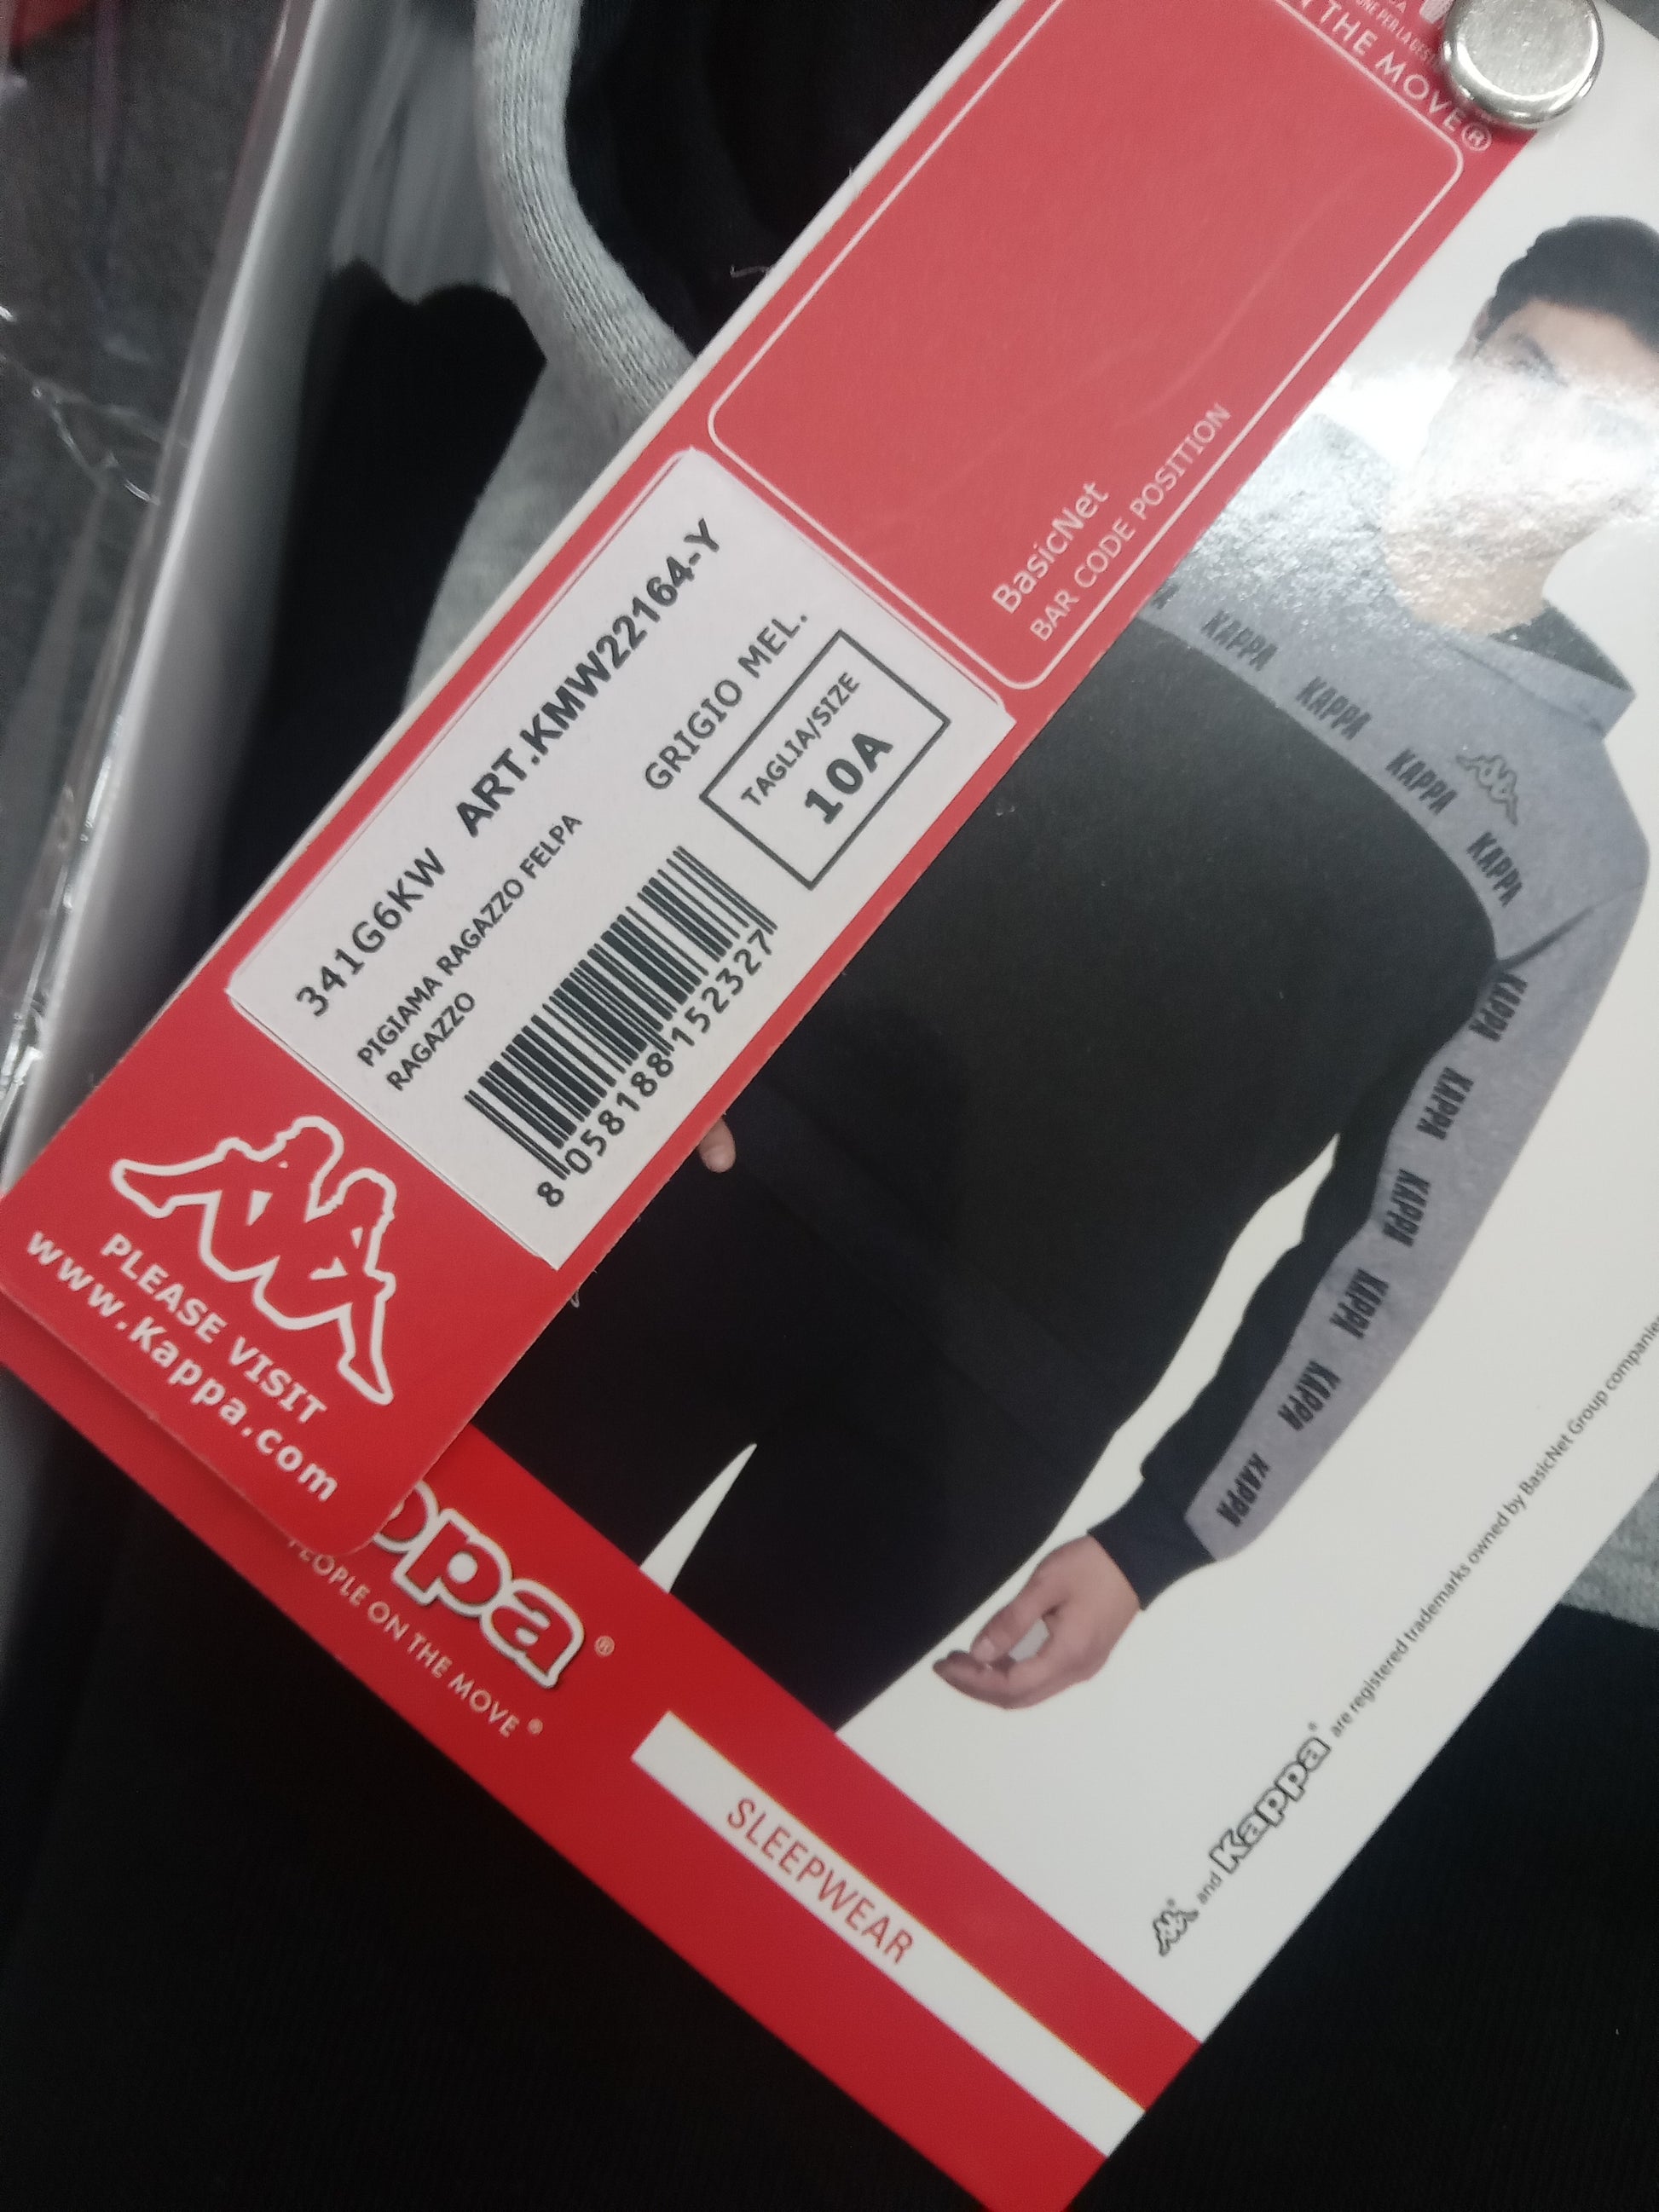 N THE MOVE®
BasicNet
BAR CODE POSITION
341G6KW ART.KMW22164-Y
PIGIAMA RAGAZZO FELPA
RAGAZZO
GRIGIO MEL.
TAGLIA/SIZE
10A
8 058188 152327
PLEASE VISIT
www.Kappa.com
KAPPA
KAPPA
KAPPA
KAPPA
KAPPA
KAPPA
KAPPA
KAPPA
KAPPA
KAPPA
ppa®
PEOPLE ON THE MOVE®
SLEEPWEAR
and Kappa® are registered trademarks owned by BasicNet Group companies